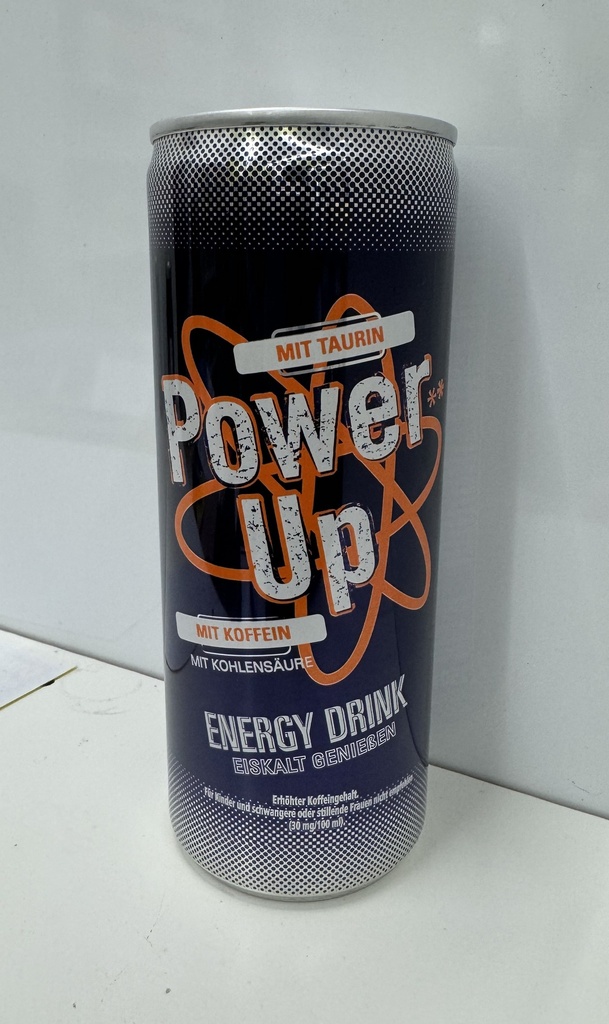 MIT TAURIN
Power**
Up
MIT KOFFEIN
MIT KOHLENSÄURE
ENERGY DRINK
EISKALT GENIEßEN
Erhöhter Koffeingehalt.
Für Kinder und schwangere oder stillende Frauen nicht empfohlen
(30 mg/100 ml).